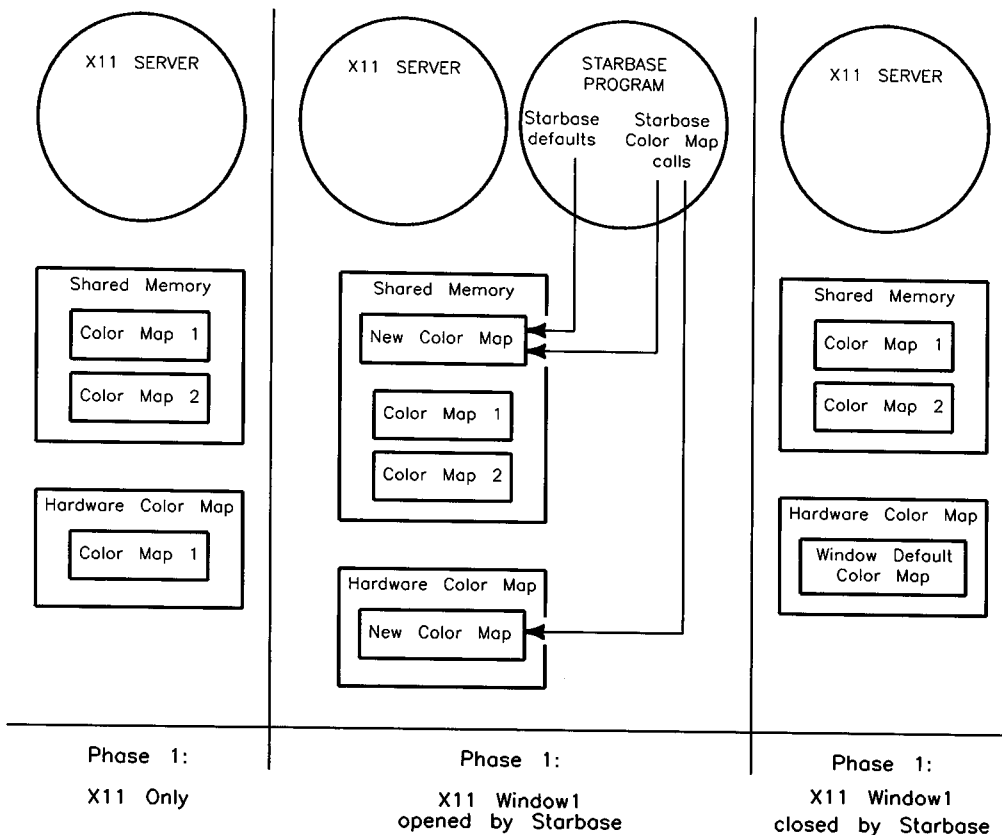 X11 SERVER
Shared Memory
Color Map 1
Color Map 2
Hardware Color Map
Color Map 1
Phase 1:
X11 Only
X11 SERVER
STARBASE
PROGRAM
Starbase
defaults
Starbase
Color Map
calls
Shared Memory
New Color Map
Color Map 1
Color Map 2
Hardware Color Map
New Color Map
Phase 1:
X11 Window1
opened by Starbase
X11 SERVER
Shared Memory
Color Map 1
Color Map 2
Hardware Color Map
Window Default
Color Map
Phase 1:
X11 Window1
closed by Starbase